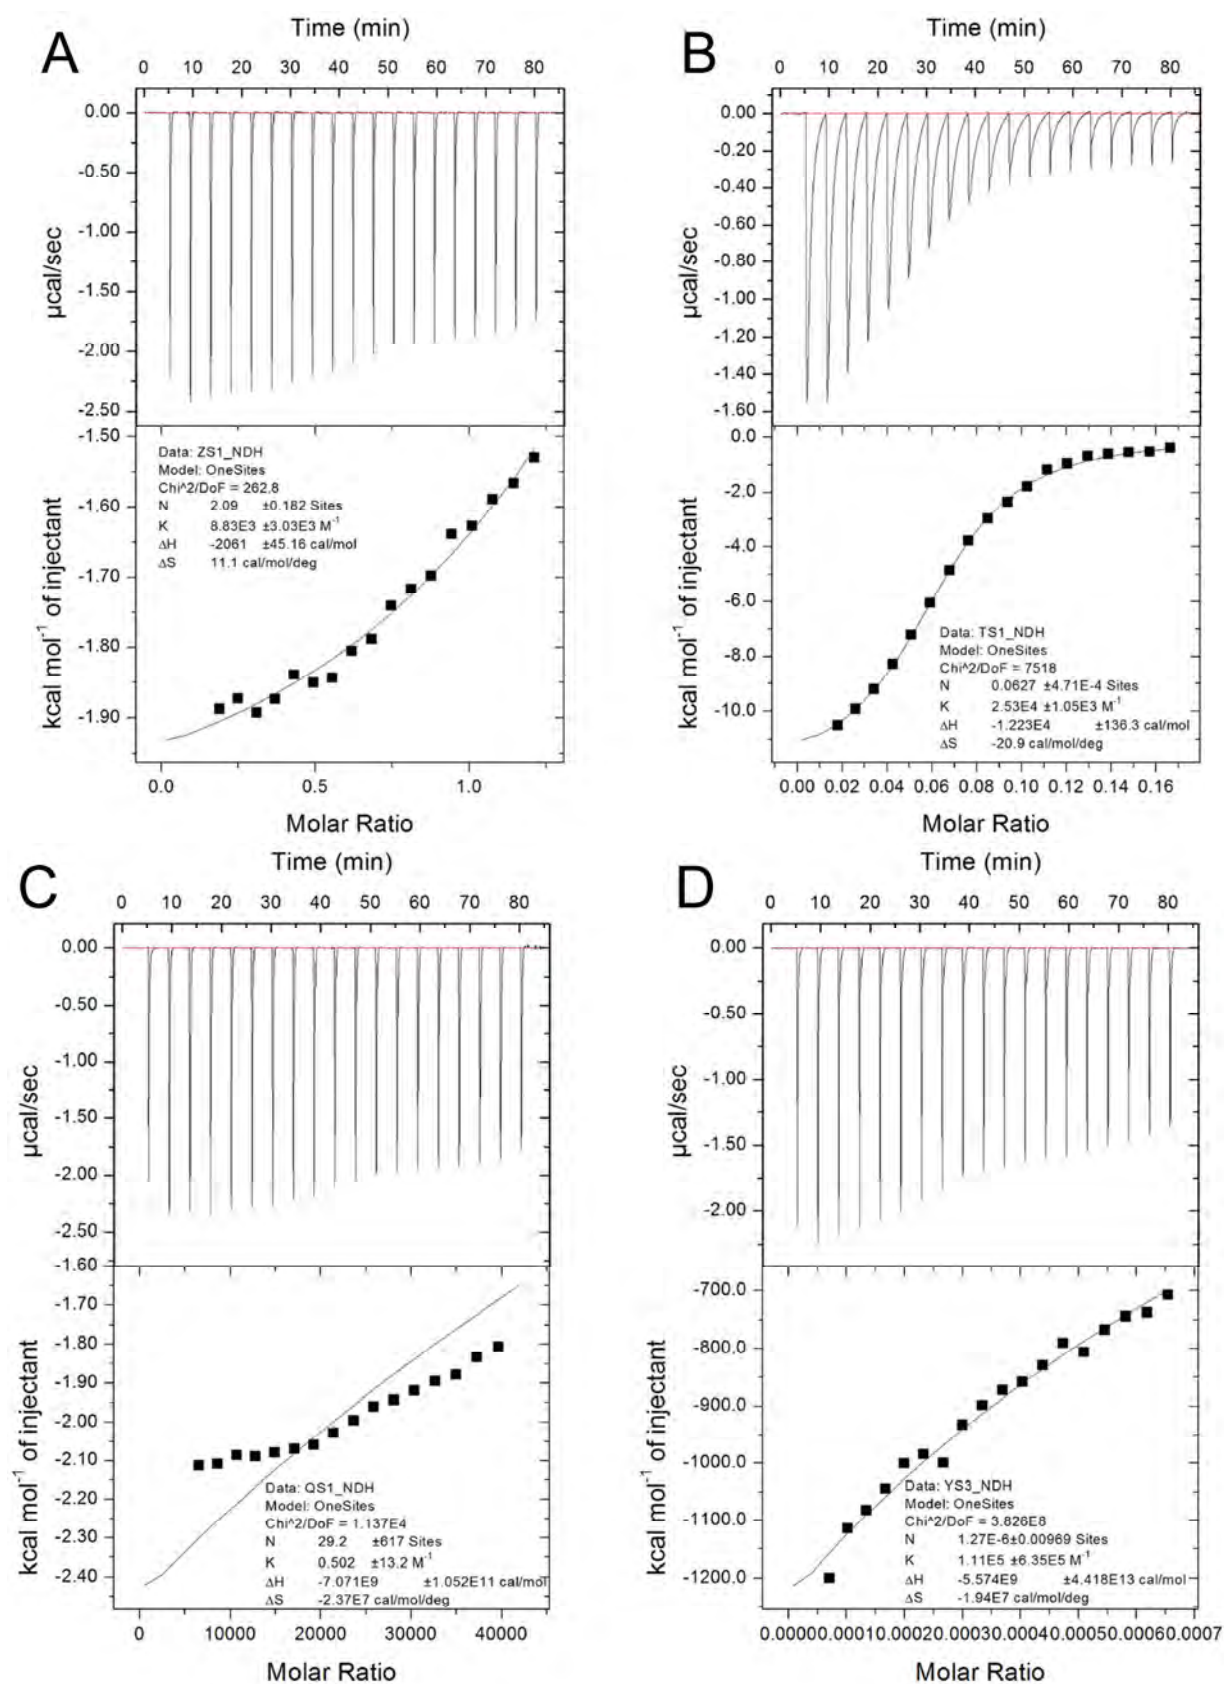 A
Time (min)
0 10 20 30 40 50 60 70 80
0.00
-0.50
-1.00
-1.50
-2.00
-2.50
µcal/sec
-1.50
-1.60
-1.70
-1.80
-1.90
kcal mol⁻¹ of injectant
Data: ZS1_NDH
Model: OneSites
Chi^2/DoF = 262.8
N 2.09 ±0.182 Sites
K 8.83E3 ±3.03E3 M⁻¹
ΔH -2061 ±45.16 cal/mol
ΔS 11.1 cal/mol/deg
0.0 0.5 1.0
Molar Ratio
B
Time (min)
0 10 20 30 40 50 60 70 80
0.00
-0.20
-0.40
-0.60
-0.80
-1.00
-1.20
-1.40
-1.60
µcal/sec
0.0
-2.0
-4.0
-6.0
-8.0
-10.0
kcal mol⁻¹ of injectant
Data: TS1_NDH
Model: OneSites
Chi^2/DoF = 7518
N 0.0627 ±4.71E-4 Sites
K 2.53E4 ±1.05E3 M⁻¹
ΔH -1.223E4 ±136.3 cal/mol
ΔS -20.9 cal/mol/deg
0.00 0.02 0.04 0.06 0.08 0.10 0.12 0.14 0.16
Molar Ratio
C
Time (min)
0 10 20 30 40 50 60 70 80
0.00
-0.50
-1.00
-1.50
-2.00
-2.50
µcal/sec
-1.60
-1.70
-1.80
-1.90
-2.00
-2.10
-2.20
-2.30
-2.40
kcal mol⁻¹ of injectant
Data: QS1_NDH
Model: OneSites
Chi^2/DoF = 1.137E4
N 29.2 ±617 Sites
K 0.502 ±13.2 M⁻¹
ΔH -7.071E9 ±1.052E11 cal/mol
ΔS -2.37E7 cal/mol/deg
0 10000 20000 30000 40000
Molar Ratio
D
Time (min)
0 10 20 30 40 50 60 70 80
0.00
-0.50
-1.00
-1.50
-2.00
µcal/sec
-700.0
-800.0
-900.0
-1000.0
-1100.0
-1200.0
kcal mol⁻¹ of injectant
Data: YS3_NDH
Model: OneSites
Chi^2/DoF = 3.826E8
N 1.27E-6 ±0.00969 Sites
K 1.11E5 ±6.35E5 M⁻¹
ΔH -5.574E9 ±4.418E13 cal/mol
ΔS -1.94E7 cal/mol/deg
0.0000 0.0001 0.0002 0.0003 0.0004 0.0005 0.0006 0.0007
Molar Ratio